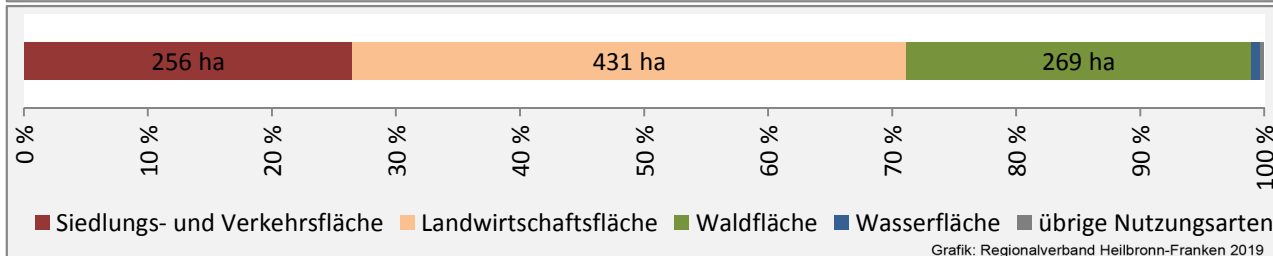 256 ha 431 ha 269 ha
0 % 10 % 20 % 30 % 40 % 50 % 60 % 70 % 80 % 90 % 100 %
Siedlungs- und Verkehrsfläche Landwirtschaftsfläche Waldfläche Wasserfläche übrige Nutzungsarten
Grafik: Regionalverband Heilbronn-Franken 2019